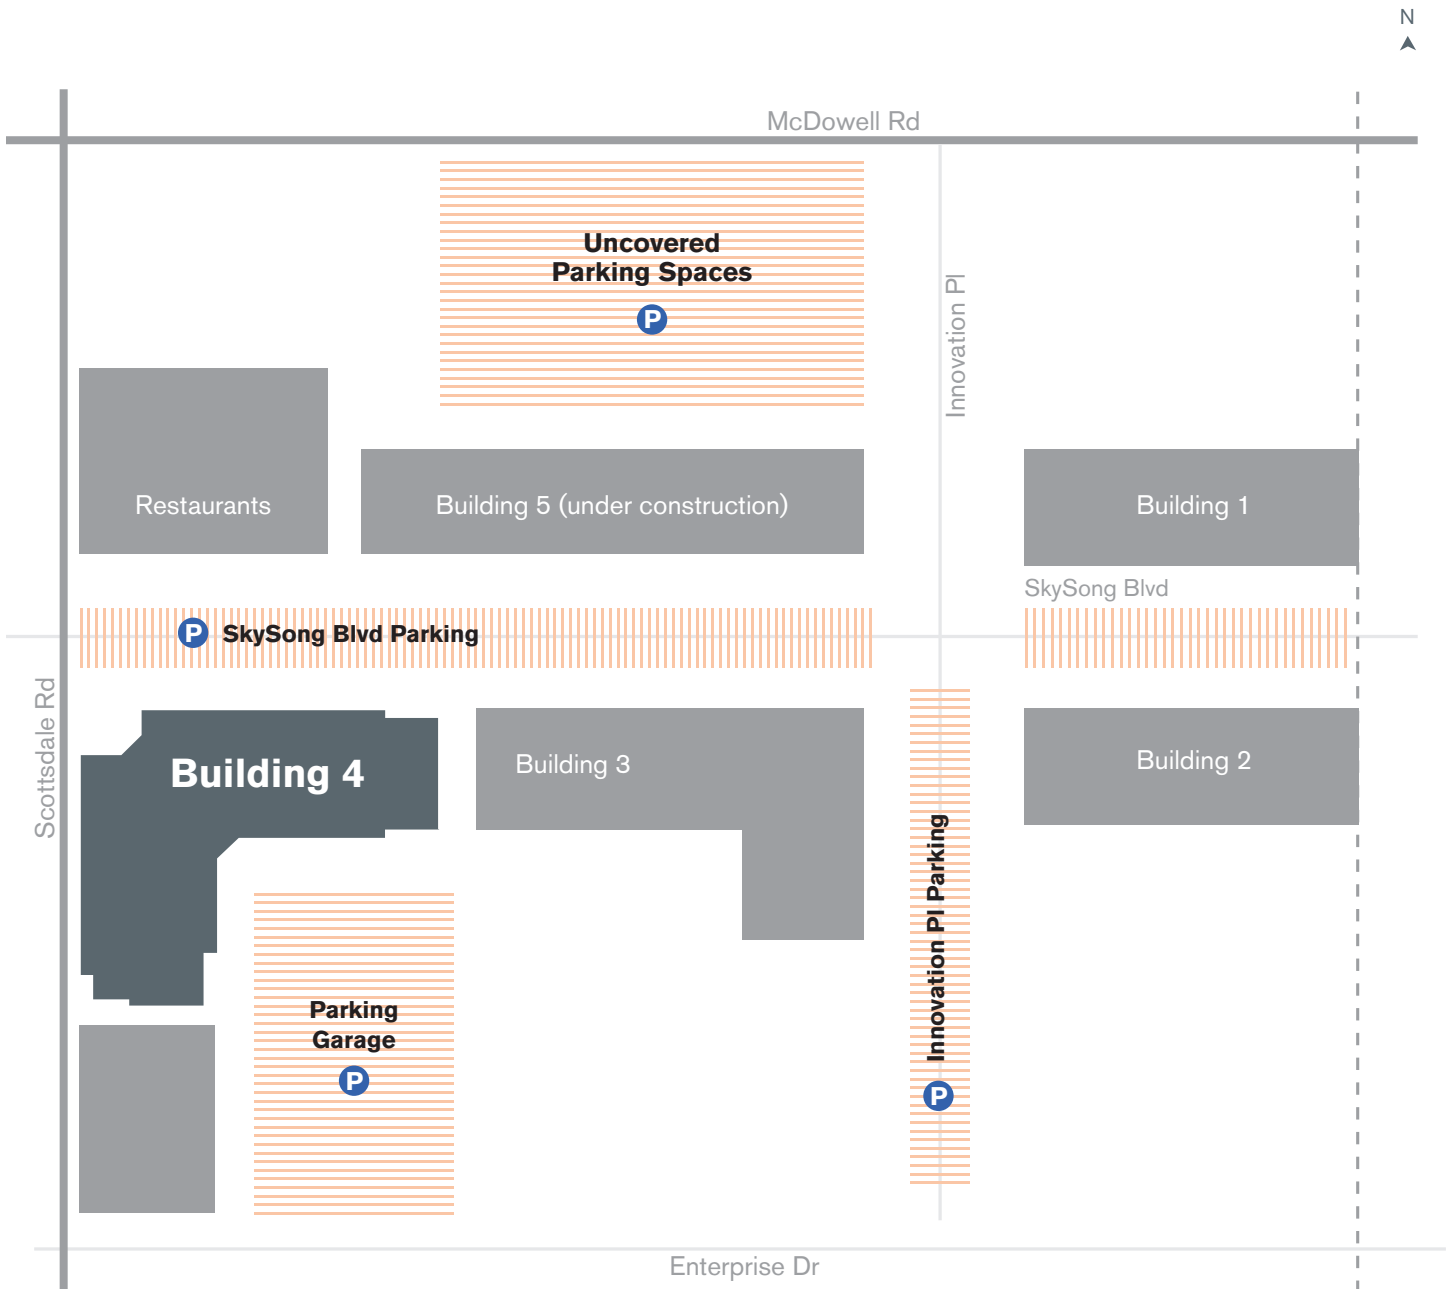 N
McDowell Rd
Uncovered
Parking Spaces
P
Innovation Pl
Restaurants
Building 5 (under construction)
Building 1
SkySong Blvd
P SkySong Blvd Parking
Scottsdale Rd
Building 4
Building 3
Building 2
Innovation Pl Parking
P
Parking
Garage
P
Enterprise Dr